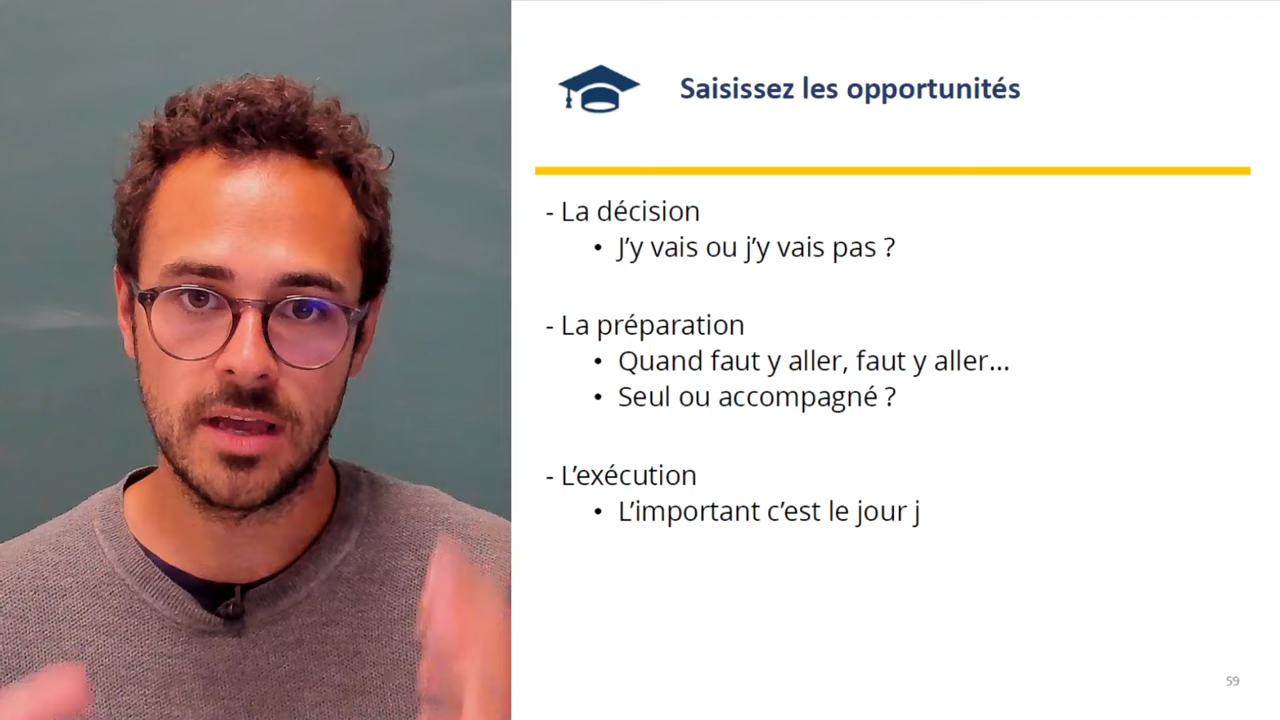 Saisissez les opportunités
- La décision
• J’y vais ou j’y vais pas ?
- La préparation
• Quand faut y aller, faut y aller...
• Seul ou accompagné ?
- L’exécution
• L’important c’est le jour j
59